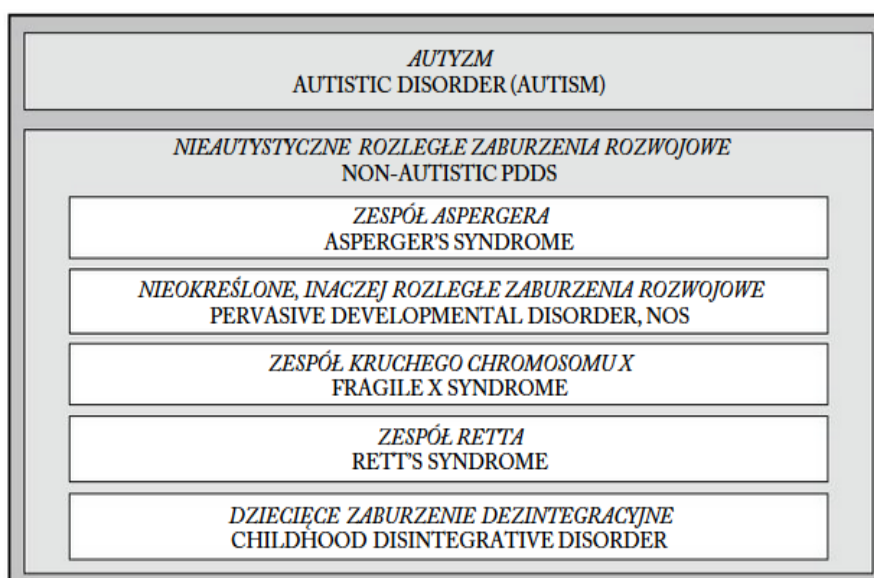 AUTYZM
AUTISTIC DISORDER (AUTISM)
NIEAUTYSTYCZNE ROZLEGŁE ZABURZENIA ROZWOJOWE
NON-AUTISTIC PDDS
ZESPÓŁ ASPERGERA
ASPERGER'S SYNDROME
NIEOKREŚLONE, INACZEJ ROZLEGŁE ZABURZENIA ROZWOJOWE
PERVASIVE DEVELOPMENTAL DISORDER, NOS
ZESPÓŁ KRUCHEGO CHROMOSOMU X
FRAGILE X SYNDROME
ZESPÓŁ RETTA
RETT'S SYNDROME
DZIECIĘCE ZABURZENIE DEZINTEGRACYJNE
CHILDHOOD DISINTEGRATIVE DISORDER